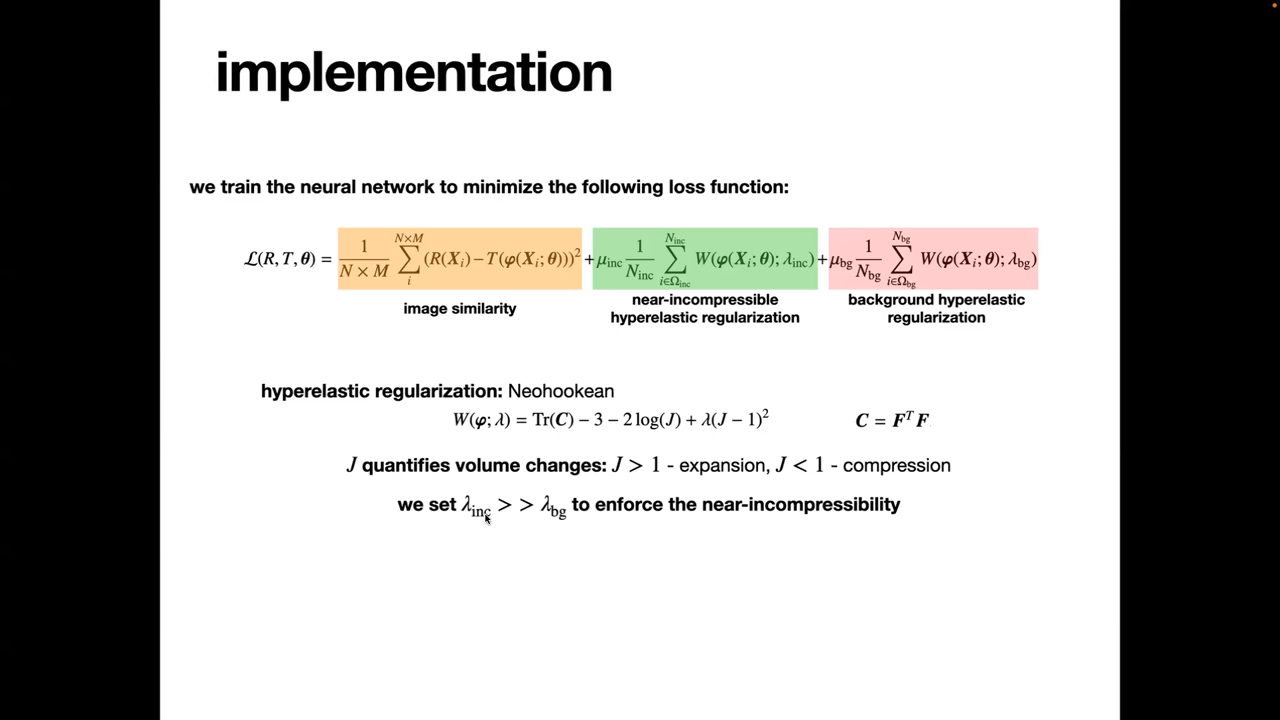 implementation
we train the neural network to minimize the following loss function:
ℒ(R, T, θ) = 1/(N × M) ∑_i^{N×M} (R(X_i) − T(φ(X_i; θ)))² + μ_inc 1/N_inc ∑_{i∈Ω_inc}^{N_inc} W(φ(X_i; θ); λ_inc) + μ_bg 1/N_bg ∑_{i∈Ω_bg}^{N_bg} W(φ(X_i; θ); λ_bg)
image similarity
near-incompressible
hyperelastic regularization
background hyperelastic
regularization
hyperelastic regularization: Neohookean
W(φ; λ) = Tr(C) − 3 − 2 log(J) + λ(J − 1)² C = F^T F
J quantifies volume changes: J > 1 - expansion, J < 1 - compression
we set λ_inc > > λ_bg to enforce the near-incompressibility